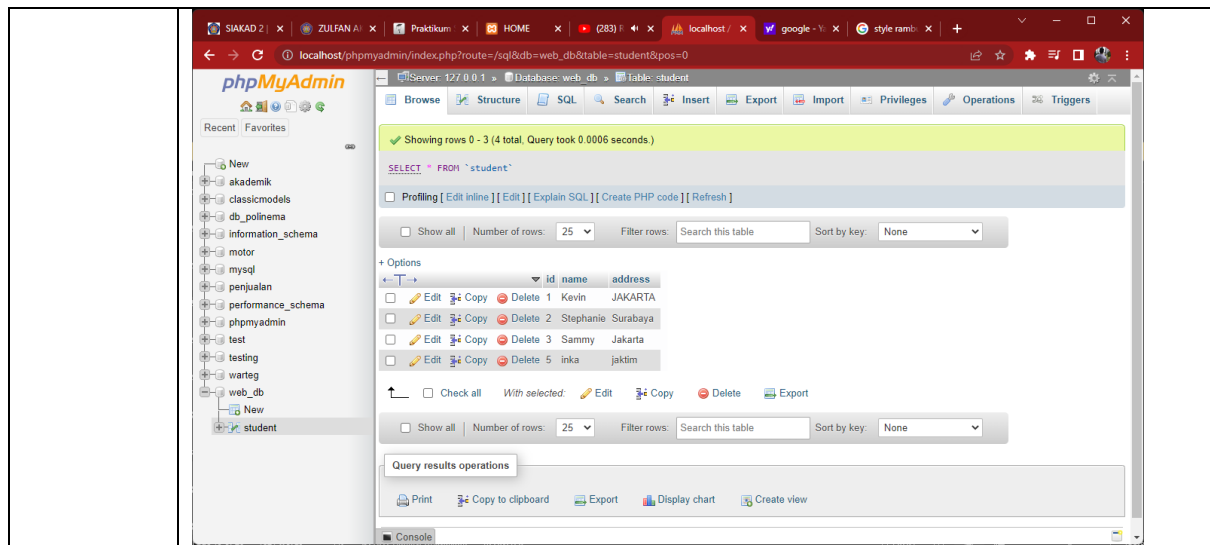 SIAKAD 2 | ZULFAN A Praktikum HOME (283) localhost / google - Y style ramb
localhost/phpmyadmin/index.php?route=/sql&db=web_db&table=student&pos=0
phpMyAdmin
Recent Favorites
New
akademik
classicmodels
db_polinema
information_schema
motor
mysql
penjualan
performance_schema
phpmyadmin
test
testing
warteg
web_db
New
student
Server: 127.0.0.1 » Database: web_db » Table: student
Browse Structure SQL Search Insert Export Import Privileges Operations Triggers
Showing rows 0 - 3 (4 total, Query took 0.0006 seconds.)
SELECT * FROM `student`
Profiling [ Edit inline ] [ Edit ] [ Explain SQL ] [ Create PHP code ] [ Refresh ]
Show all | Number of rows: 25 Filter rows: Search this table Sort by key: None
+ Options
←T→ id name address
Edit Copy Delete 1 Kevin JAKARTA
Edit Copy Delete 2 Stephanie Surabaya
Edit Copy Delete 3 Sammy Jakarta
Edit Copy Delete 5 inka jaktim
Check all With selected: Edit Copy Delete Export
Show all | Number of rows: 25 Filter rows: Search this table Sort by key: None
Query results operations
Print Copy to clipboard Export Display chart Create view
Console